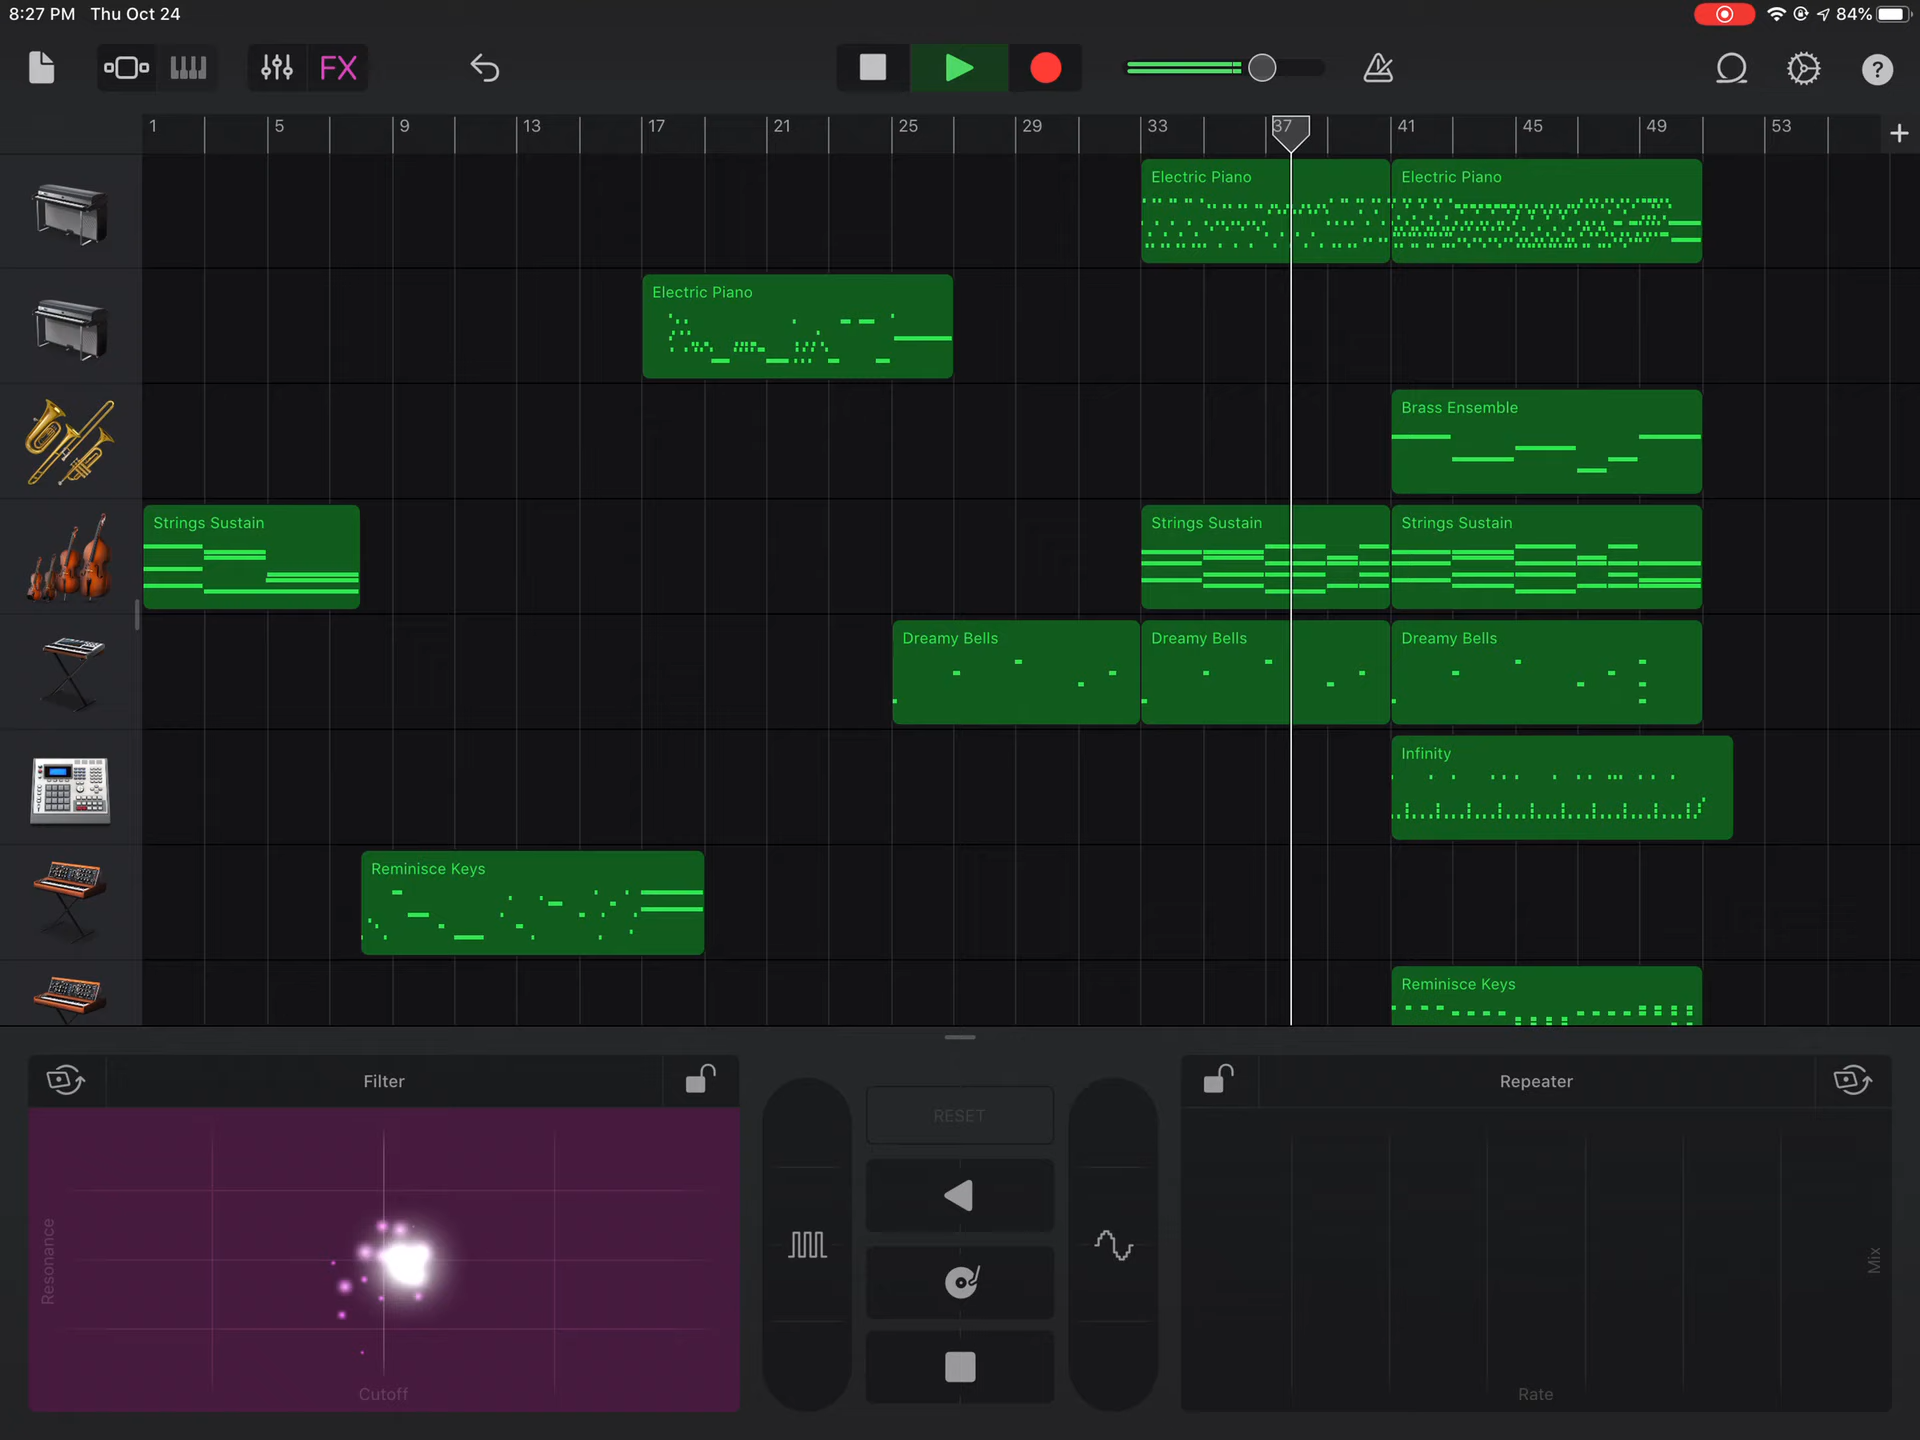 8:27 PM Thu Oct 24 84%
FX ?
1 5 9 13 17 21 25 29 33 37 41 45 49 53 +
Electric Piano Electric Piano
Electric Piano
Brass Ensemble
Strings Sustain Strings Sustain Strings Sustain
Dreamy Bells Dreamy Bells Dreamy Bells
Infinity
Reminisce Keys
Reminisce Keys
Filter Repeater
RESET
Resonance
Mix
Cutoff Rate